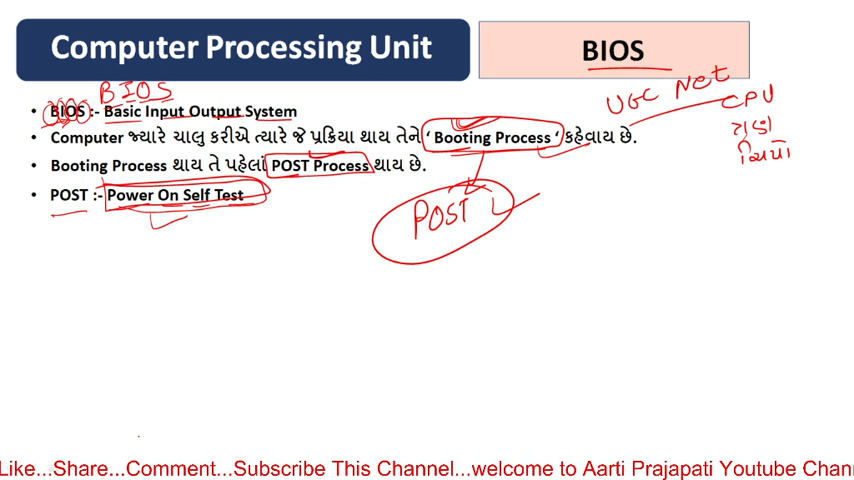 Computer Processing Unit
BIOS
BIOS
• BIOS :- Basic Input Output System
UGC Net
CPU
• Computer જ્યારે ચાલુ કરીએ ત્યારે જે પ્રક્રિયા થાય તેને ‘ Booting Process ‘ કહેવાય છે.
• Booting Process થાય તે પહેલાં POST Process થાય છે.
• POST :- Power On Self Test
POST
Like...Share...Comment...Subscribe This Channel...welcome to Aarti Prajapati Youtube Chan